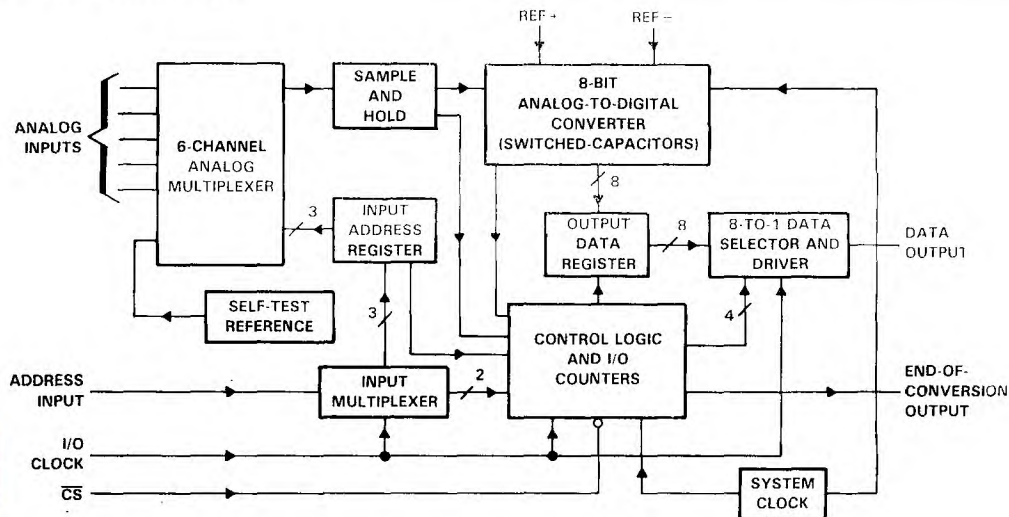 REF+
REF−
ANALOG
INPUTS
6-CHANNEL
ANALOG
MULTIPLEXER
SAMPLE
AND
HOLD
8-BIT
ANALOG-TO-DIGITAL
CONVERTER
(SWITCHED-CAPACITORS)
3
INPUT
ADDRESS
REGISTER
8
OUTPUT
DATA
REGISTER
8
8-TO-1 DATA
SELECTOR AND
DRIVER
DATA
OUTPUT
SELF-TEST
REFERENCE
3
4
CONTROL LOGIC
AND I/O
COUNTERS
ADDRESS
INPUT
INPUT
MULTIPLEXER
2
END-OF-
CONVERSION
OUTPUT
I/O
CLOCK
C̅S̅
SYSTEM
CLOCK